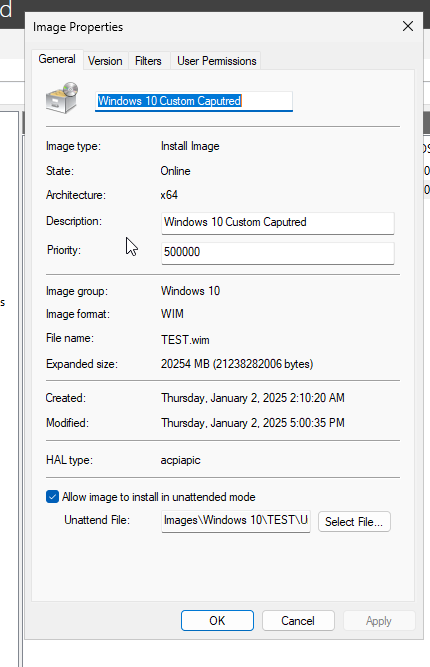 d
Image Properties
General Version Filters User Permissions
Windows 10 Custom Caputred
Image type: Install Image
State: Online
Architecture: x64
Description: Windows 10 Custom Caputred
Priority: 500000
Image group: Windows 10
Image format: WIM
File name: TEST.wim
Expanded size: 20254 MB (21238282006 bytes)
Created: Thursday, January 2, 2025 2:10:20 AM
Modified: Thursday, January 2, 2025 5:00:35 PM
HAL type: acpiapic
Allow image to install in unattended mode
Unattend File: Images\Windows 10\TEST\U Select File...
OK Cancel Apply
s